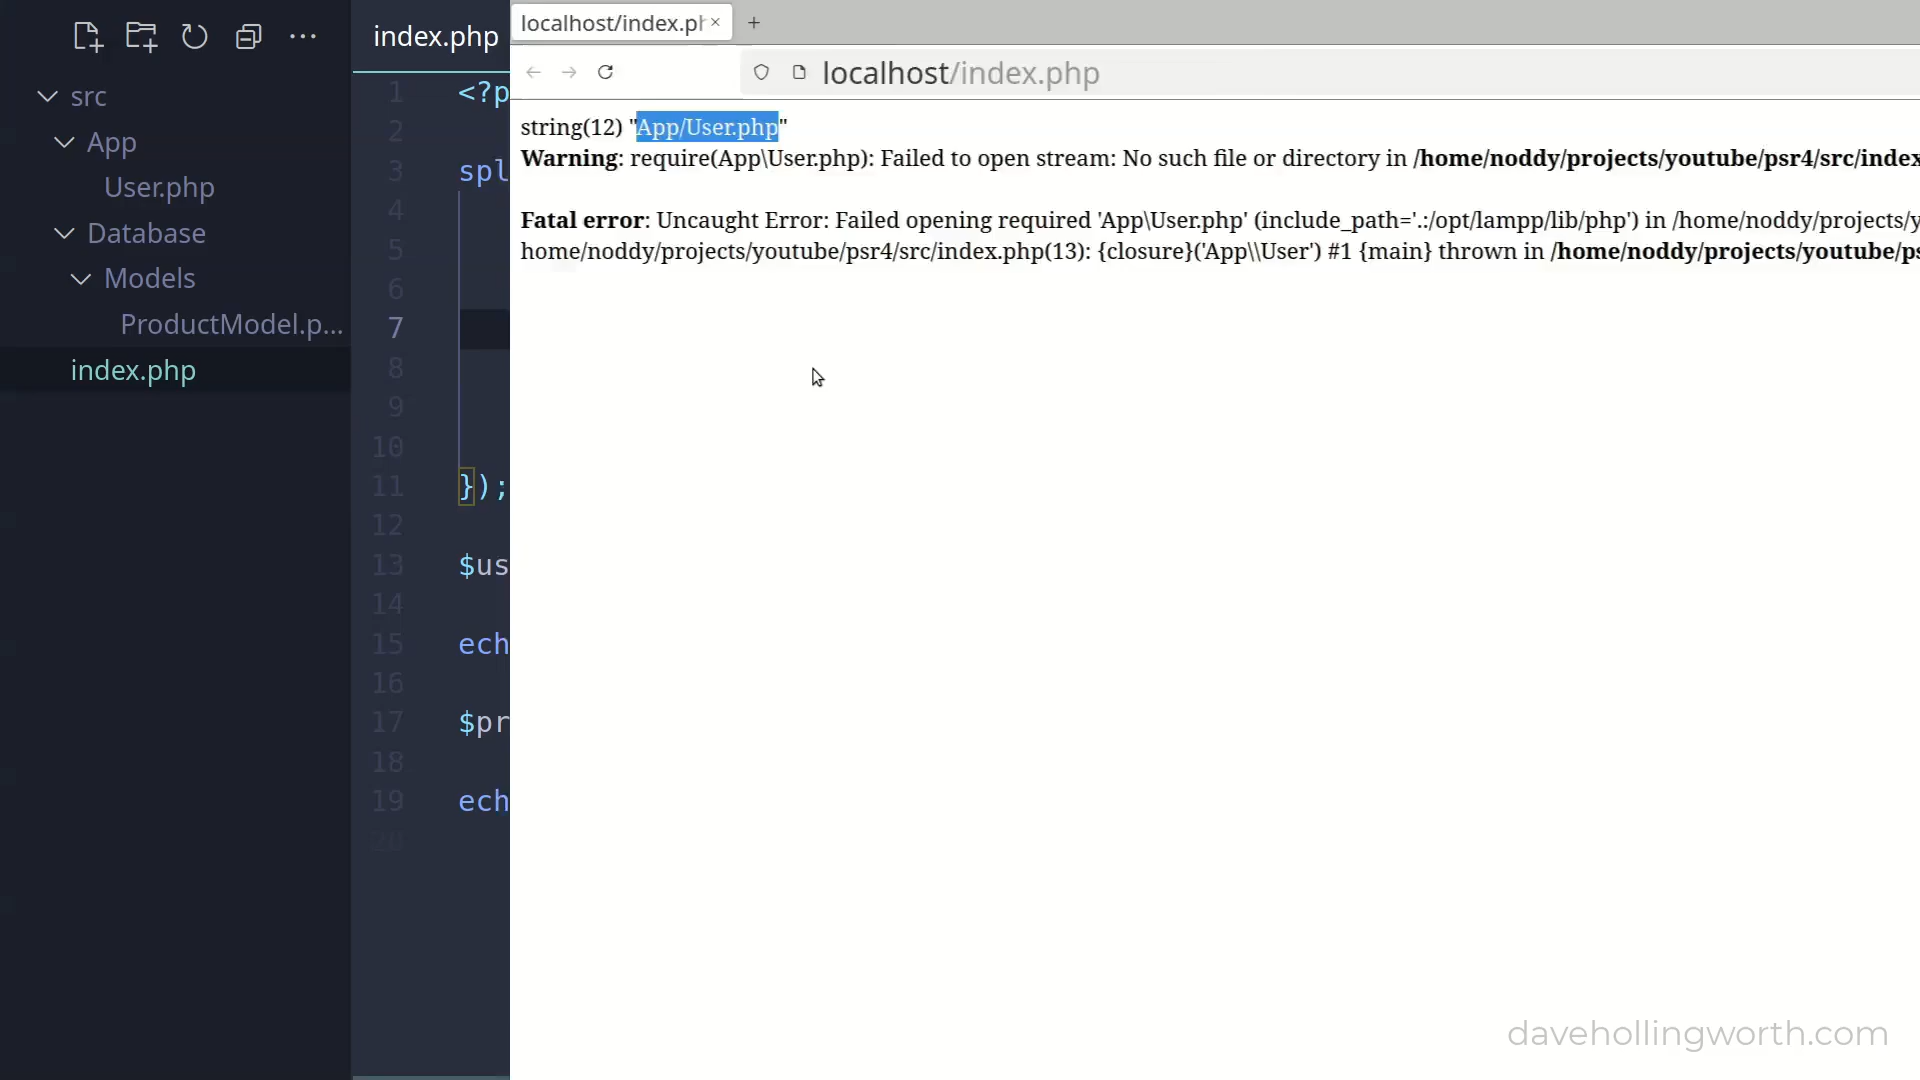 index.php
src
App
User.php
Database
Models
ProductModel.p...
index.php
1 <?p
2
3 spl
4
5
6
7
8
9
10
11 });
12
13 $us
14
15 ech
16
17 $pr
18
19 ech
20
localhost/index.ph × +
localhost/index.php
string(12) "App/User.php"
Warning: require(App\User.php): Failed to open stream: No such file or directory in /home/noddy/projects/youtube/psr4/src/index
Fatal error: Uncaught Error: Failed opening required 'App\User.php' (include_path='.:/opt/lampp/lib/php') in /home/noddy/projects/y
home/noddy/projects/youtube/psr4/src/index.php(13): {closure}('App\\User') #1 {main} thrown in /home/noddy/projects/youtube/ps
davehollingworth.com